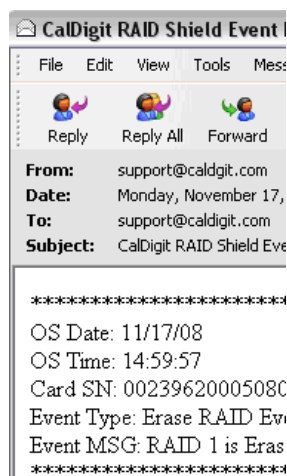 CalDigit RAID Shield Event
File Edit View Tools Mess
Reply Reply All Forward
From: support@caldgit.com
Date: Monday, November 17,
To: support@caldigit.com
Subject: CalDigit RAID Shield Eve
************************
OS Date: 11/17/08
OS Time: 14:59:57
Card SN: 00239620005080
Event Type: Erase RAID Eve
Event MSG: RAID 1 is Eras
************************